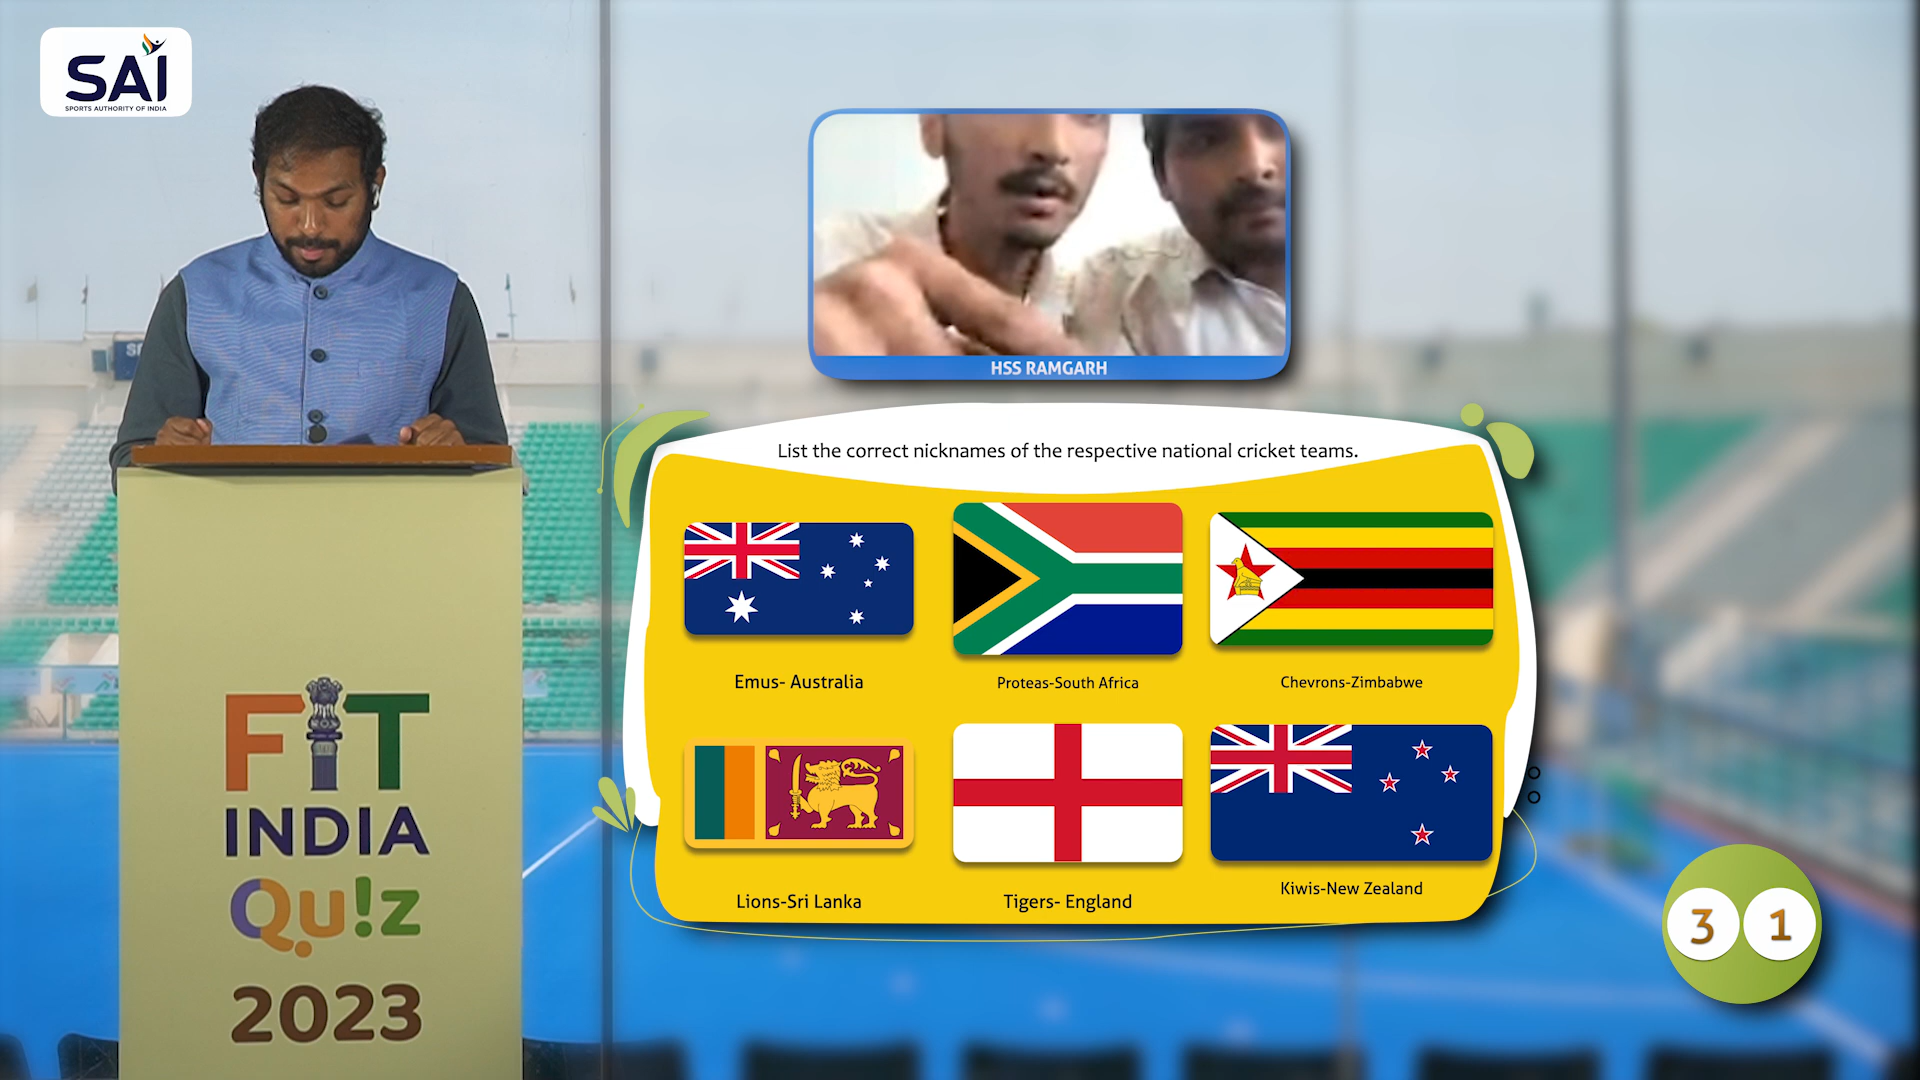 SAI
SPORTS AUTHORITY OF INDIA
HSS RAMGARH
List the correct nicknames of the respective national cricket teams.
Emus- Australia
Proteas-South Africa
Chevrons-Zimbabwe
Lions-Sri Lanka
Tigers- England
Kiwis-New Zealand
FIT
INDIA
Qu!z
2023
3 1